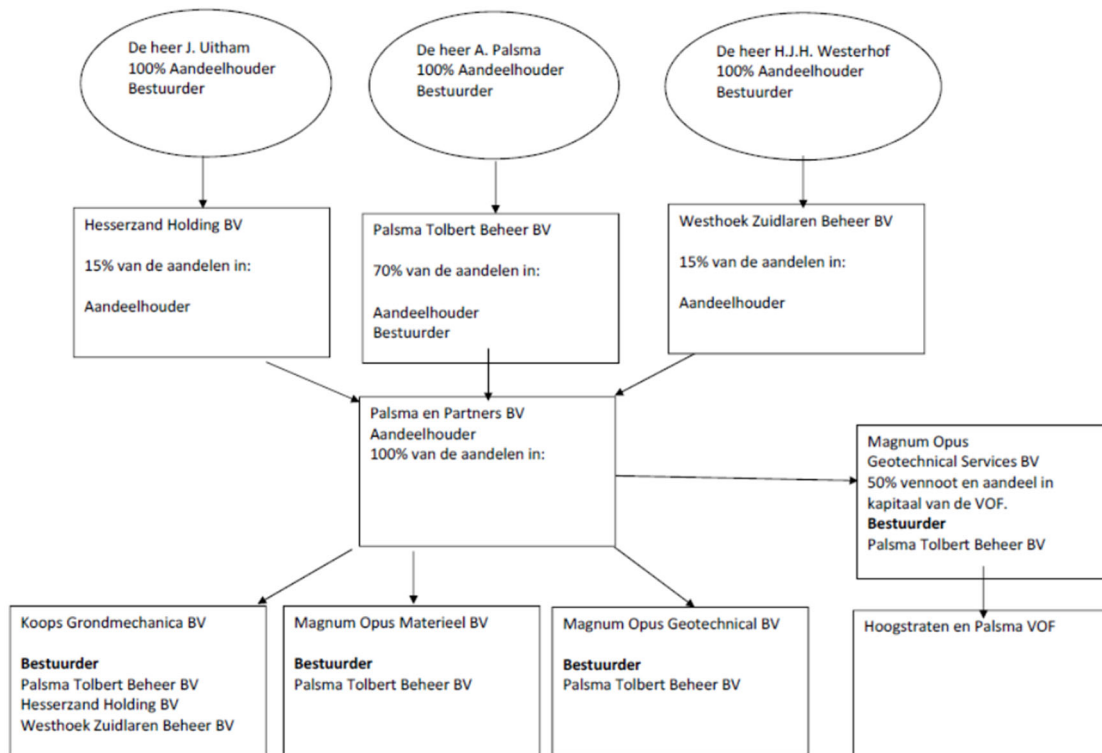 De heer J. Uitham
100% Aandeelhouder
Bestuurder
De heer A. Palsma
100% Aandeelhouder
Bestuurder
De heer H.J.H. Westerhof
100% Aandeelhouder
Bestuurder
Hesserzand Holding BV
15% van de aandelen in:
Aandeelhouder
Palsma Tolbert Beheer BV
70% van de aandelen in:
Aandeelhouder
Bestuurder
Westhoek Zuidlaren Beheer BV
15% van de aandelen in:
Aandeelhouder
Palsma en Partners BV
Aandeelhouder
100% van de aandelen in:
Magnum Opus
Geotechnical Services BV
50% vennoot en aandeel in
kapitaal van de VOF.
Bestuurder
Palsma Tolbert Beheer BV
Koops Grondmechanica BV
Bestuurder
Palsma Tolbert Beheer BV
Hesserzand Holding BV
Westhoek Zuidlaren Beheer BV
Magnum Opus Materieel BV
Bestuurder
Palsma Tolbert Beheer BV
Magnum Opus Geotechnical BV
Bestuurder
Palsma Tolbert Beheer BV
Hoogstraten en Palsma VOF